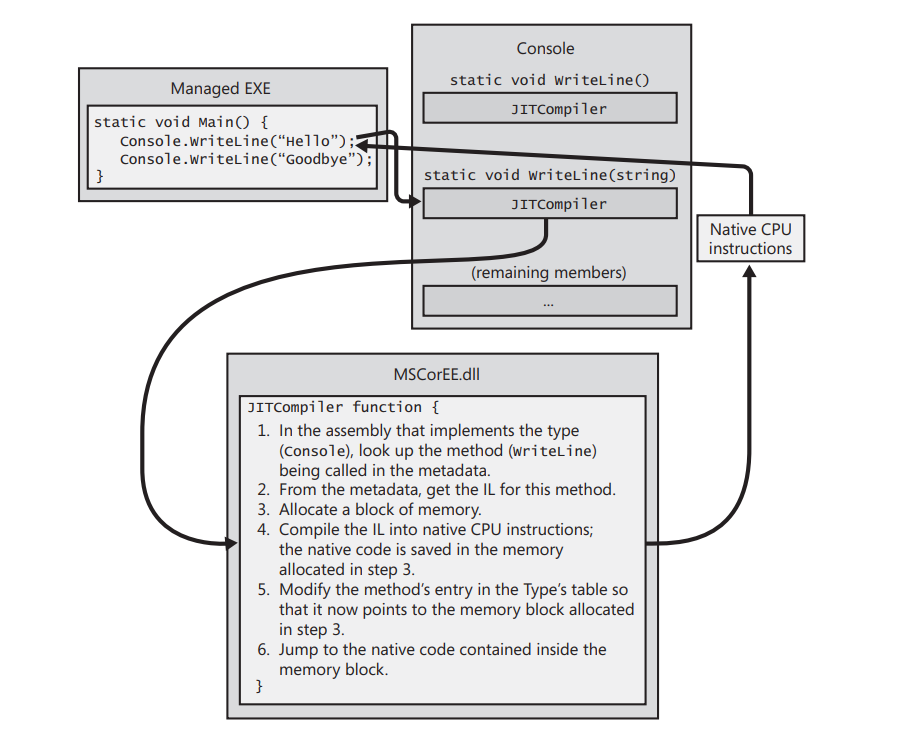 Managed EXE
static void Main() {
Console.WriteLine(“Hello”);
Console.WriteLine(“Goodbye”);
}
Console
static void WriteLine()
JITCompiler
static void WriteLine(string)
JITCompiler
(remaining members)
...
Native CPU
instructions
MSCorEE.dll
JITCompiler function {
1. In the assembly that implements the type
(Console), look up the method (WriteLine)
being called in the metadata.
2. From the metadata, get the IL for this method.
3. Allocate a block of memory.
4. Compile the IL into native CPU instructions;
the native code is saved in the memory
allocated in step 3.
5. Modify the method’s entry in the Type’s table so
that it now points to the memory block allocated
in step 3.
6. Jump to the native code contained inside the
memory block.
}